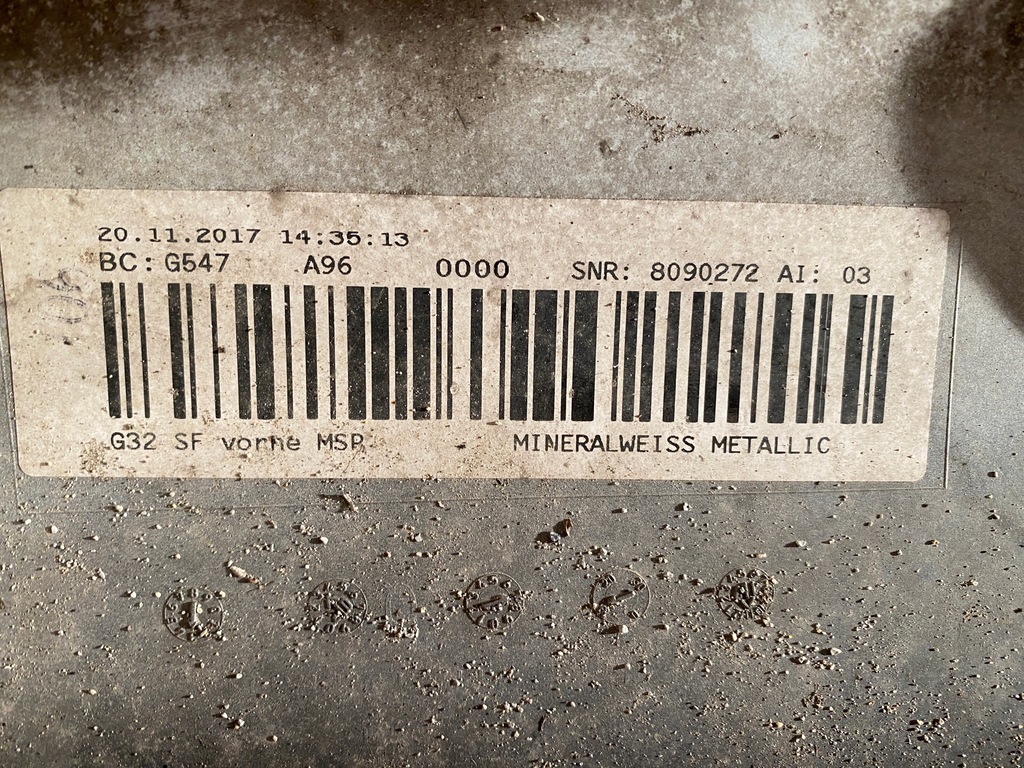 20.11.2017 14:35:13
BC: G547 A96 0000 SNR: 8090272 AI: 03
G32 SF vorne MSP MINERALWEISS METALLIC